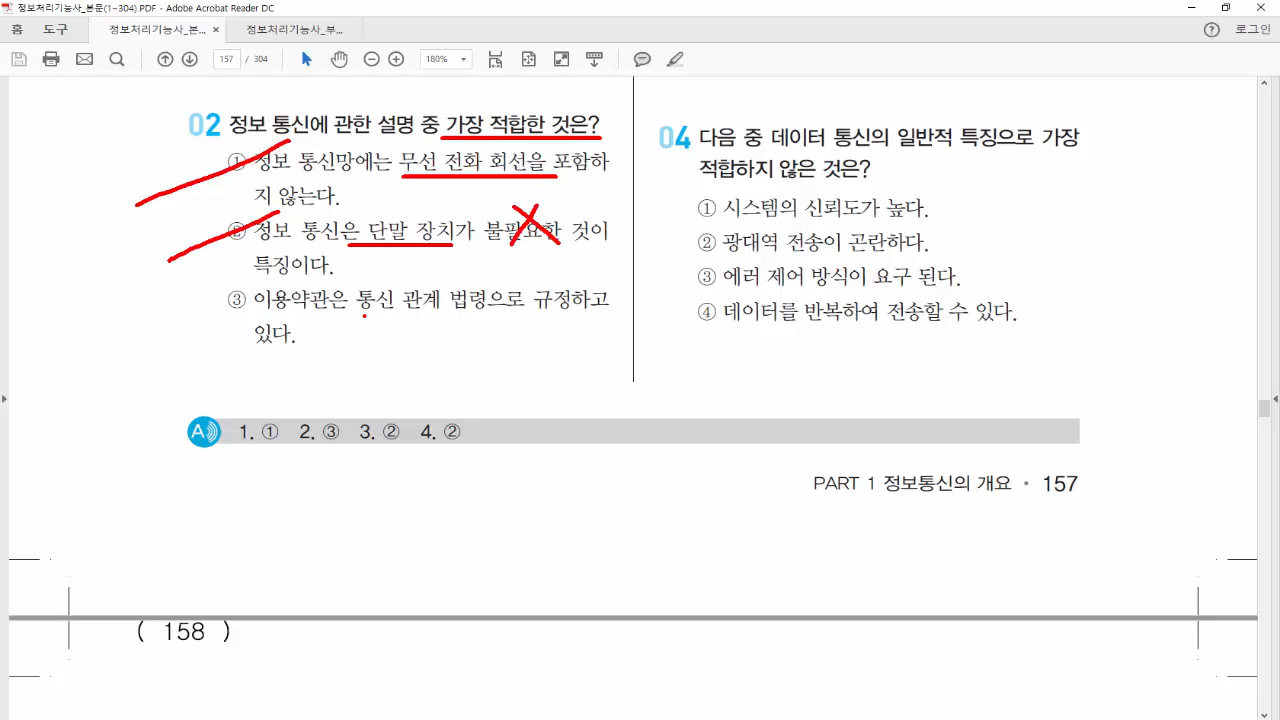 정보처리기능사_본문(1~304).PDF - Adobe Acrobat Reader DC
홈 도구 정보처리기능사_본... × 정보처리기능사_부... 로그인
157 / 304 180%
02 정보 통신에 관한 설명 중 가장 적합한 것은?
① 정보 통신망에는 무선 전화 회선을 포함하
지 않는다.
② 정보 통신은 단말 장치가 불필요한 것이
특징이다.
③ 이용약관은 통신 관계 법령으로 규정하고
있다.
04 다음 중 데이터 통신의 일반적 특징으로 가장
적합하지 않은 것은?
① 시스템의 신뢰도가 높다.
② 광대역 전송이 곤란하다.
③ 에러 제어 방식이 요구 된다.
④ 데이터를 반복하여 전송할 수 있다.
A 1. ① 2. ③ 3. ② 4. ②
PART 1 정보통신의 개요 • 157
( 158 )